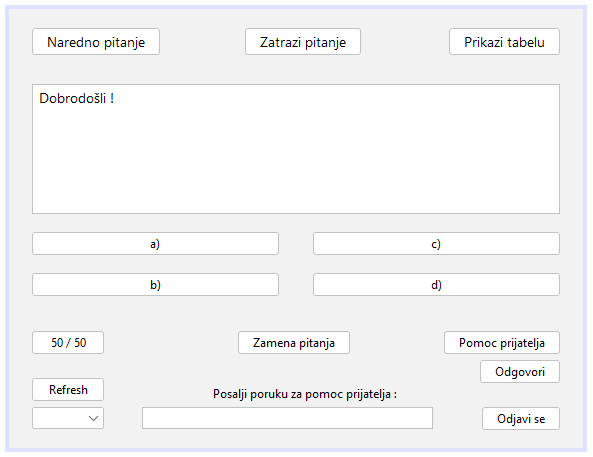 Naredno pitanje
Zatrazi pitanje
Prikazi tabelu
Dobrodošli !
a)
c)
b)
d)
50 / 50
Zamena pitanja
Pomoc prijatelja
Odgovori
Refresh
Posalji poruku za pomoc prijatelja :
Odjavi se